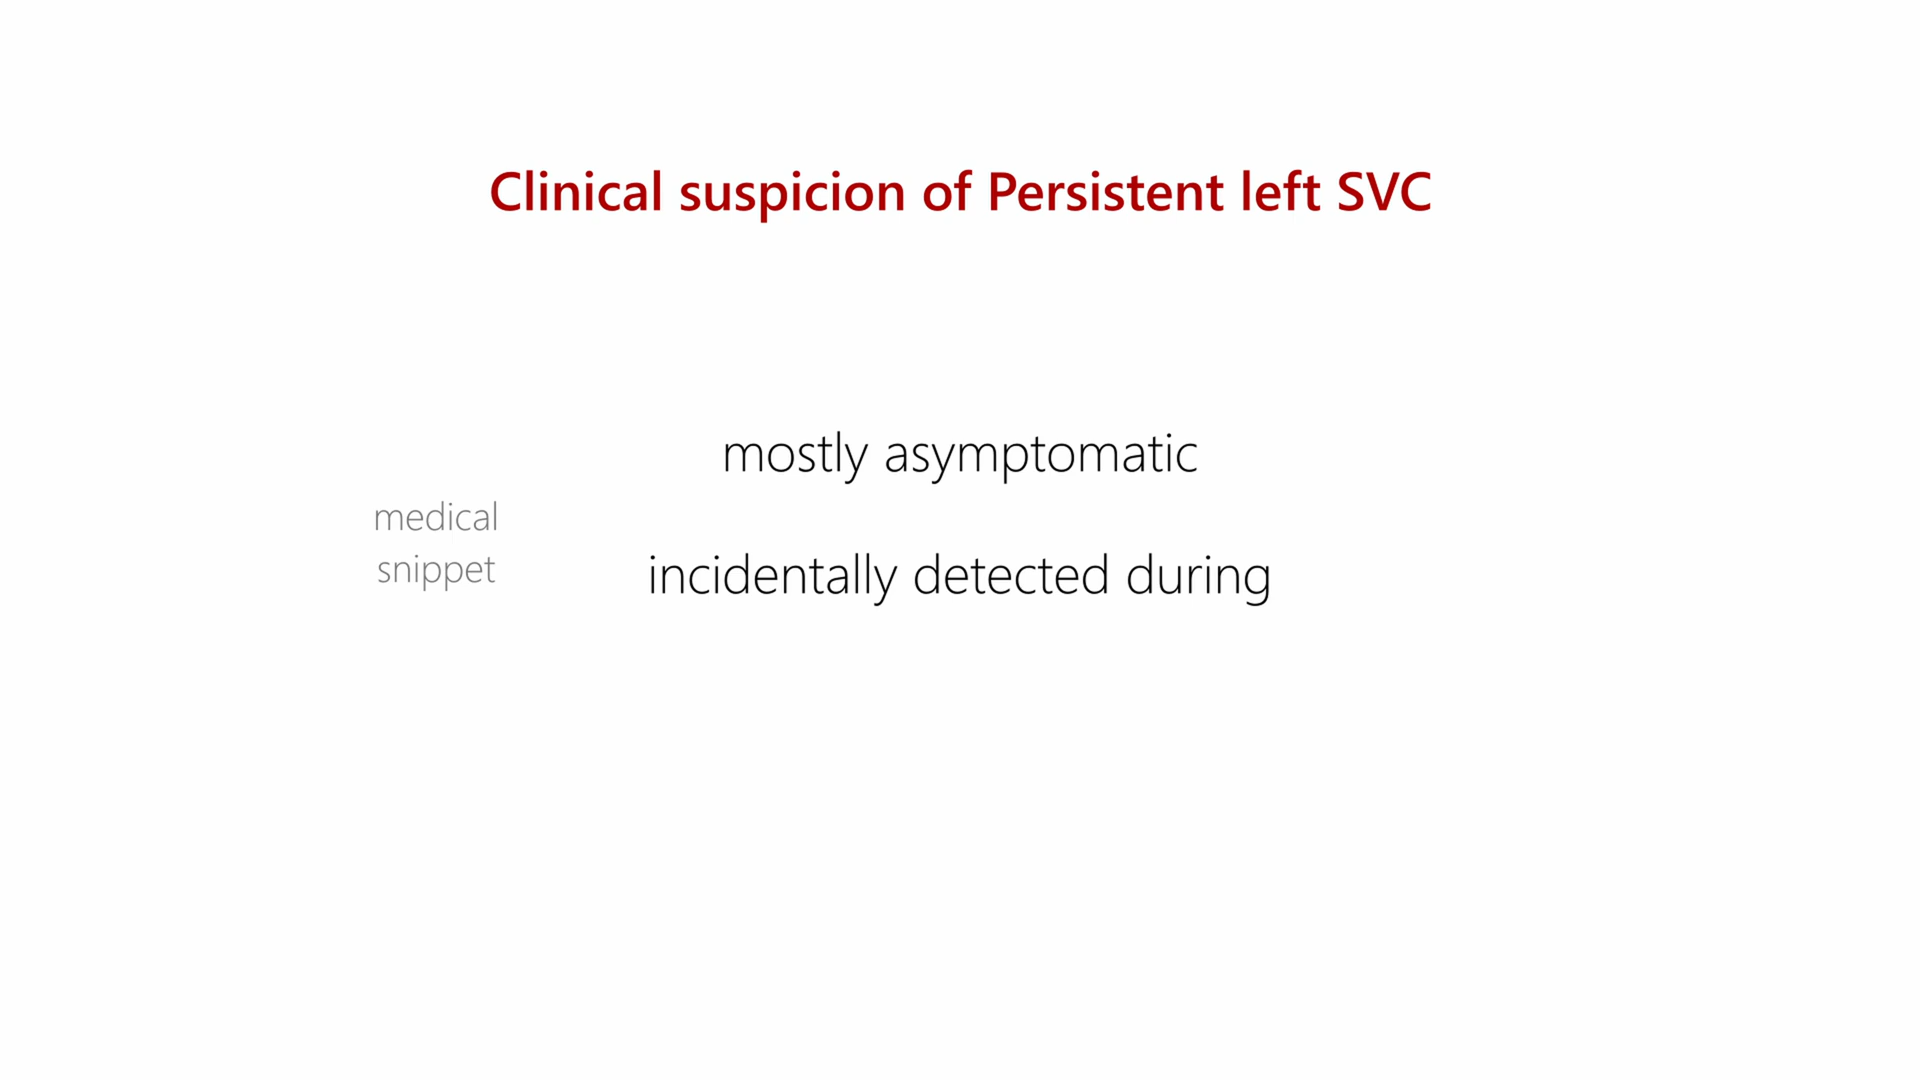 Clinical suspicion of Persistent left SVC
mostly asymptomatic
medical
snippet
incidentally detected during